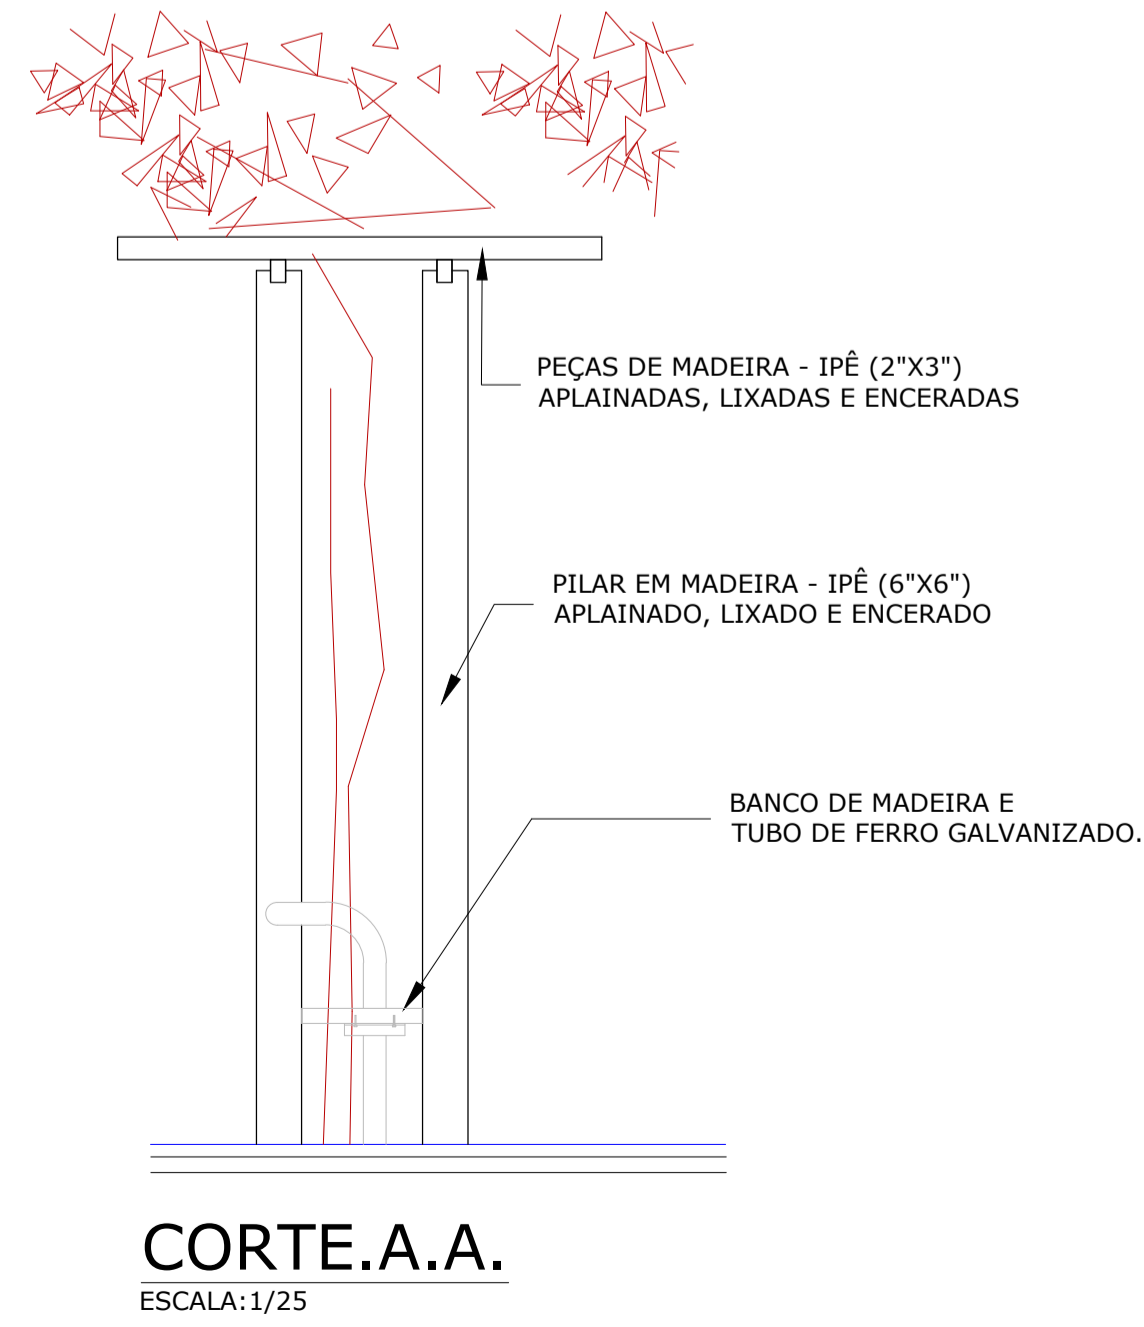 PEÇAS DE MADEIRA - IPÊ (2"X3")
APLAINADAS, LIXADAS E ENCERADAS
PILAR EM MADEIRA - IPÊ (6"X6")
APLAINADO, LIXADO E ENCERADO
BANCO DE MADEIRA E
TUBO DE FERRO GALVANIZADO.
CORTE.A.A.
ESCALA:1/25